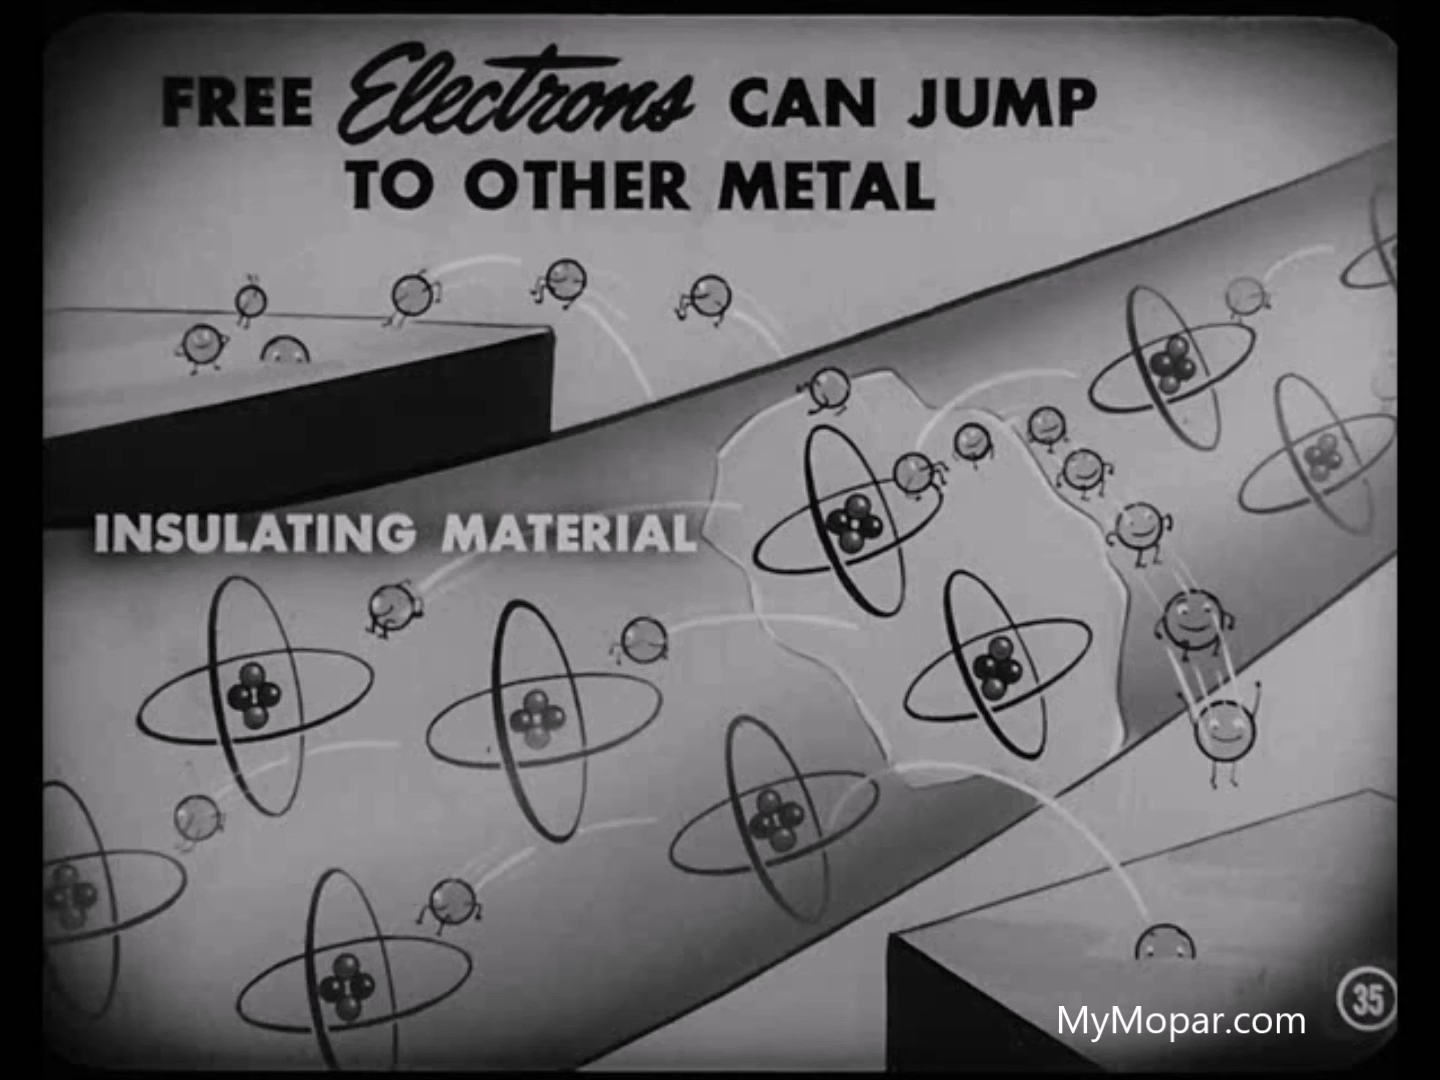 FREE Electrons CAN JUMP
TO OTHER METAL
INSULATING MATERIAL
35
MyMopar.com